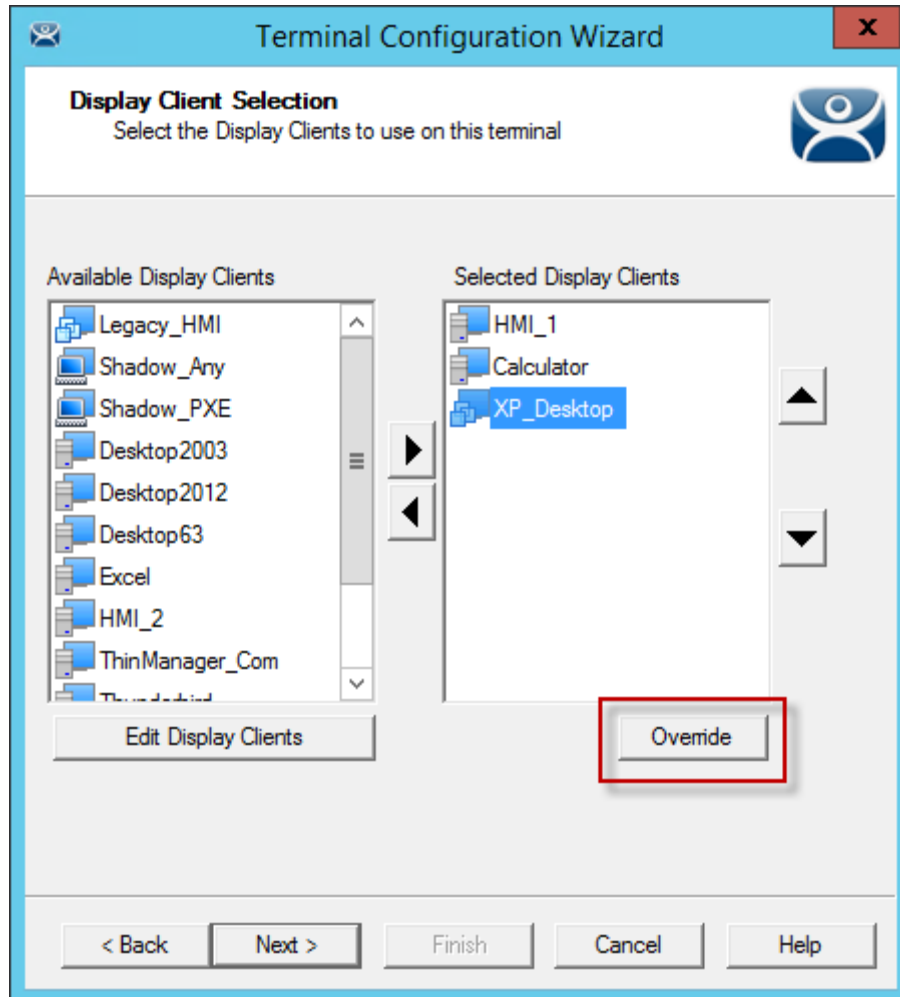 Terminal Configuration Wizard
x
Display Client Selection
Select the Display Clients to use on this terminal
Available Display Clients
Legacy_HMI
Shadow_Any
Shadow_PXE
Desktop2003
Desktop2012
Desktop63
Excel
HMI_2
ThinManager_Com
Edit Display Clients
Selected Display Clients
HMI_1
Calculator
XP_Desktop
Override
< Back
Next >
Finish
Cancel
Help